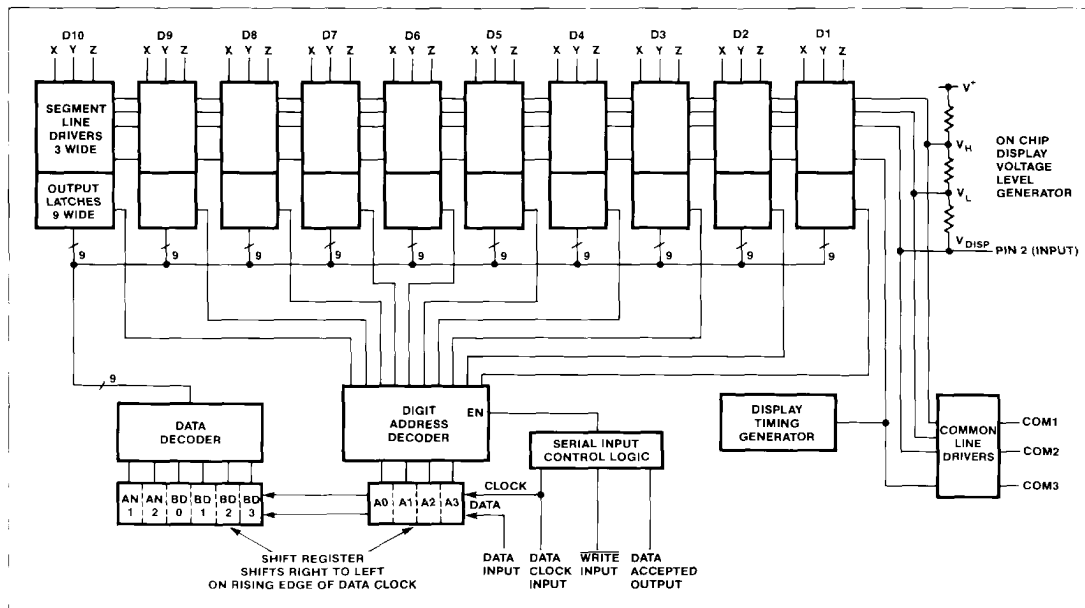 D10 D9 D8 D7 D6 D5 D4 D3 D2 D1
X Y Z X Y Z X Y Z X Y Z X Y Z X Y Z X Y Z X Y Z X Y Z X Y Z
SEGMENT
LINE
DRIVERS
3 WIDE
OUTPUT
LATCHES
9 WIDE
V+
VH
VL
VDISP
ON CHIP
DISPLAY
VOLTAGE
LEVEL
GENERATOR
PIN 2 (INPUT)
9 9 9 9 9 9 9 9 9 9
9
DATA
DECODER
DIGIT
ADDRESS
DECODER
EN
SERIAL INPUT
CONTROL LOGIC
DISPLAY
TIMING
GENERATOR
COMMON
LINE
DRIVERS
COM1
COM2
COM3
AN 1 AN 2 BD 0 BD 1 BD 2 BD 3
A0 A1 A2 A3
CLOCK
DATA
SHIFT REGISTER
SHIFTS RIGHT TO LEFT
ON RISING EDGE OF DATA CLOCK
DATA
INPUT
DATA
CLOCK
INPUT
WRITE
INPUT
DATA
ACCEPTED
OUTPUT